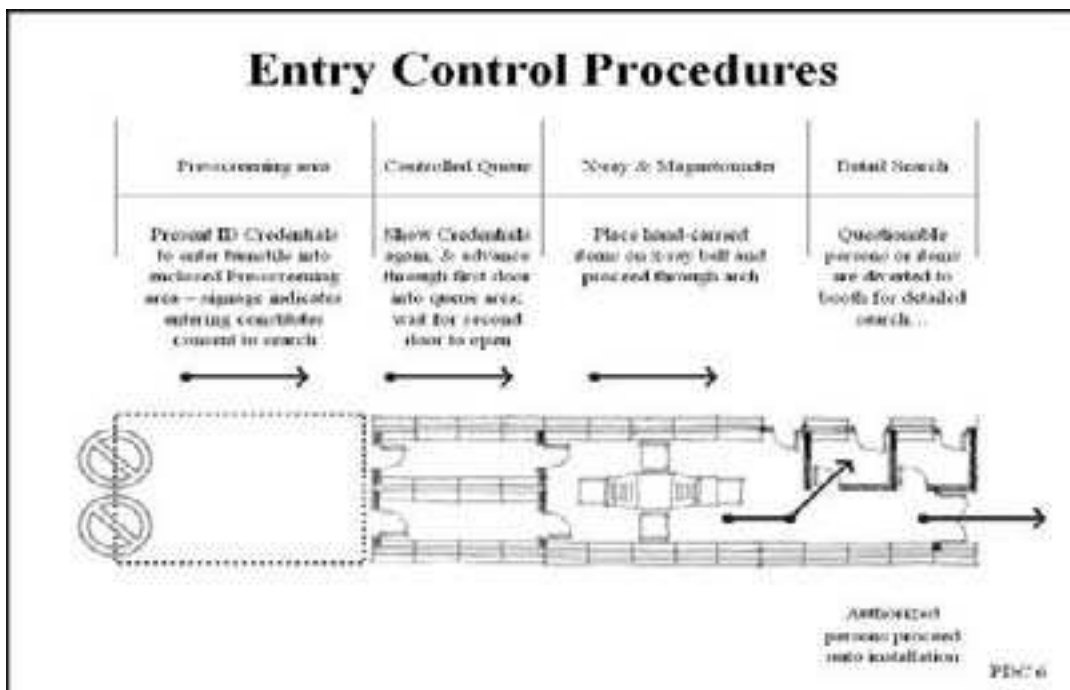 Entry Control Procedures
Prescreening area
Controlled Queue
X-ray & Magnetometer
Detail Search
Present ID Credentials
to enter turnstile into
enclosed Prescreening
area – signage indicates
entering constitutes
consent to search
Show Credentials
again, & advance
through first door
into queue area;
wait for second
door to open
Place hand-carried
items on x-ray belt and
proceed through arch
Questionable
persons or items
are diverted to
booth for detailed
search…
Authorized
persons proceed
onto installation
PDC 6